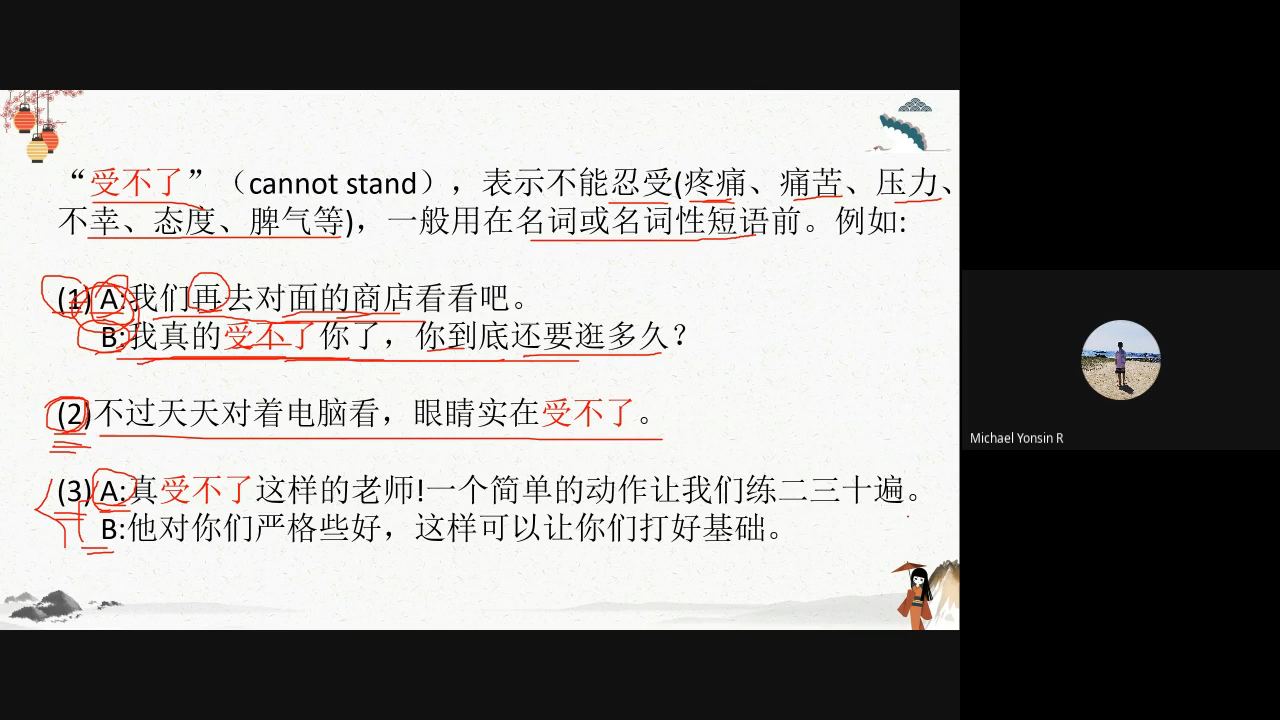 “受不了”（cannot stand），表示不能忍受(疼痛、痛苦、压力、
不幸、态度、脾气等)，一般用在名词或名词性短语前。例如:
(1) A:我们再去对面的商店看看吧。
B:我真的受不了你了，你到底还要逛多久？
(2)不过天天对着电脑看，眼睛实在受不了。
(3) A:真受不了这样的老师!一个简单的动作让我们练二三十遍。
B:他对你们严格些好，这样可以让你们打好基础。
Michael Yonsin R